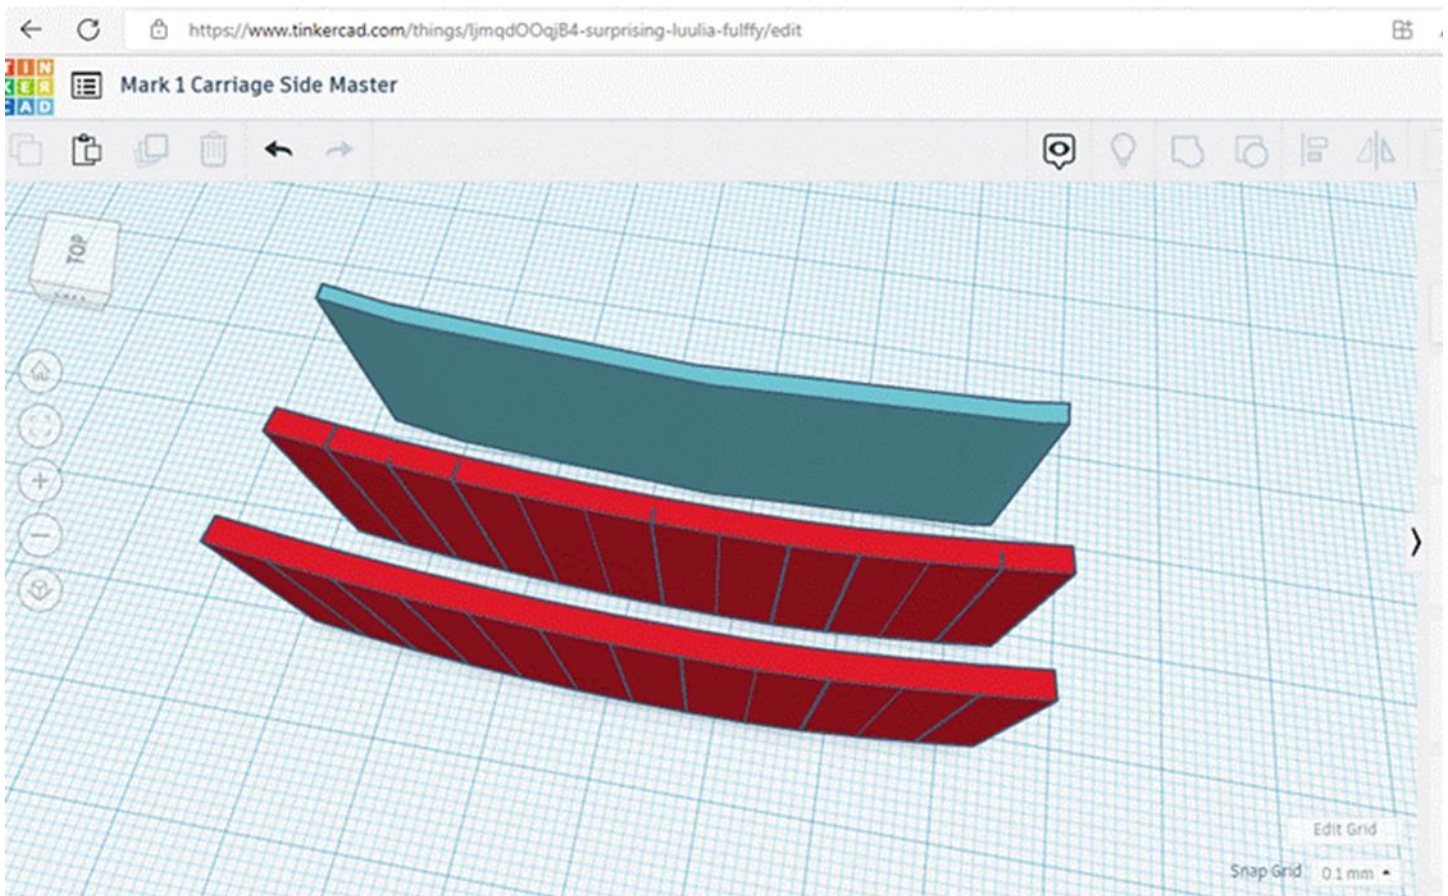 https://www.tinkercad.com/things/ljmqdOOqjB4-surprising-luulia-fulffy/edit
TIN
KER
CAD
Mark 1 Carriage Side Master
TOP
Edit Grid
Snap Grid 0.1 mm